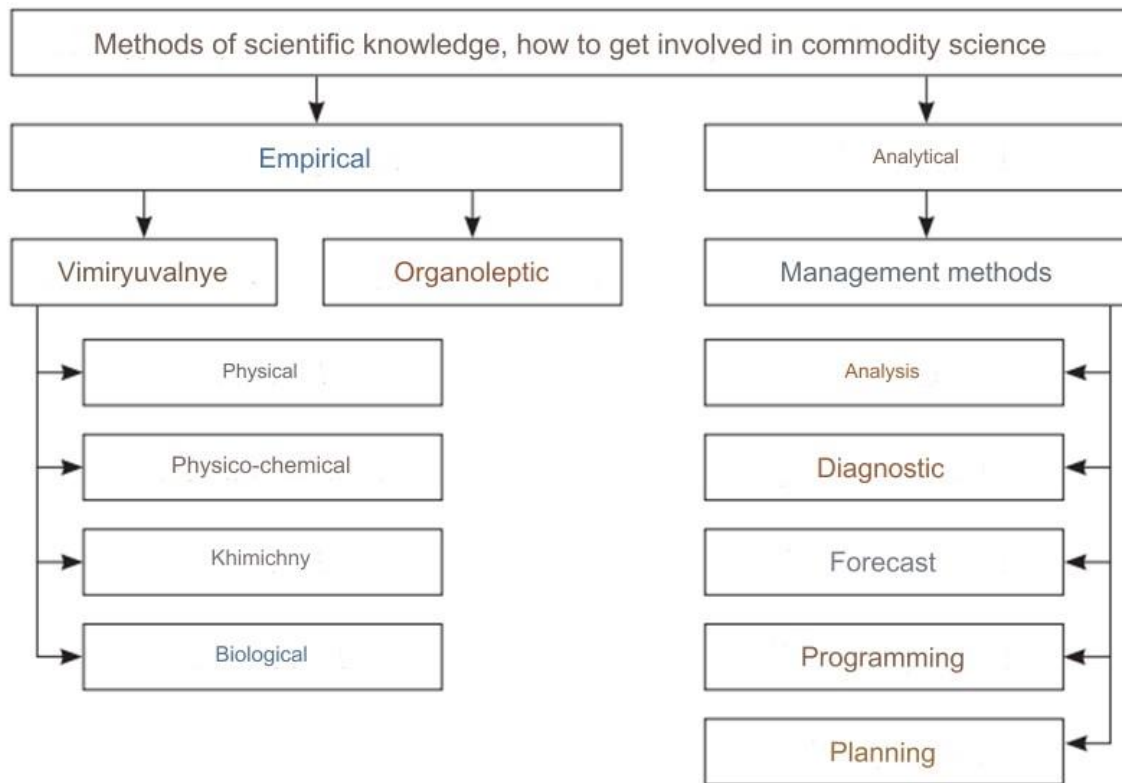 Methods of scientific knowledge, how to get involved in commodity science
Empirical
Analytical
Vimiryuvalnye
Organoleptic
Management methods
Physical
Analysis
Physico-chemical
Diagnostic
Khimichny
Forecast
Biological
Programming
Planning